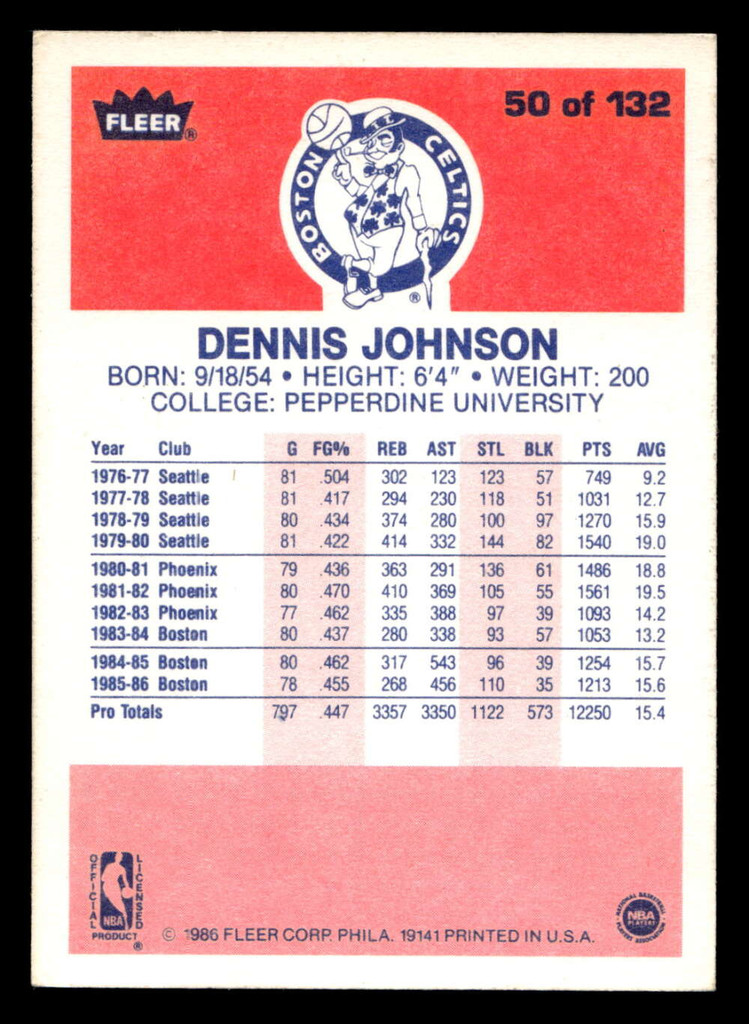 FLEER®
50 of 132
BOSTON CELTICS
®
DENNIS JOHNSON
BORN: 9/18/54 • HEIGHT: 6'4" • WEIGHT: 200
COLLEGE: PEPPERDINE UNIVERSITY
Year Club G FG% REB AST STL BLK PTS AVG
1976-77 Seattle 81 .504 302 123 123 57 749 9.2
1977-78 Seattle 81 .417 294 230 118 51 1031 12.7
1978-79 Seattle 80 .434 374 280 100 97 1270 15.9
1979-80 Seattle 81 .422 414 332 144 82 1540 19.0
1980-81 Phoenix 79 .436 363 291 136 61 1486 18.8
1981-82 Phoenix 80 .470 410 369 105 55 1561 19.5
1982-83 Phoenix 77 .462 335 388 97 39 1093 14.2
1983-84 Boston 80 .437 280 338 93 57 1053 13.2
1984-85 Boston 80 .462 317 543 96 39 1254 15.7
1985-86 Boston 78 .455 268 456 110 35 1213 15.6
Pro Totals 797 .447 3357 3350 1122 573 12250 15.4
OFFICIAL LICENSED
NBA
PRODUCT ®
© 1986 FLEER CORP. PHILA. 19141 PRINTED IN U.S.A.
NATIONAL BASKETBALL
NBA
PLAYERS
PLAYERS ASSOCIATION